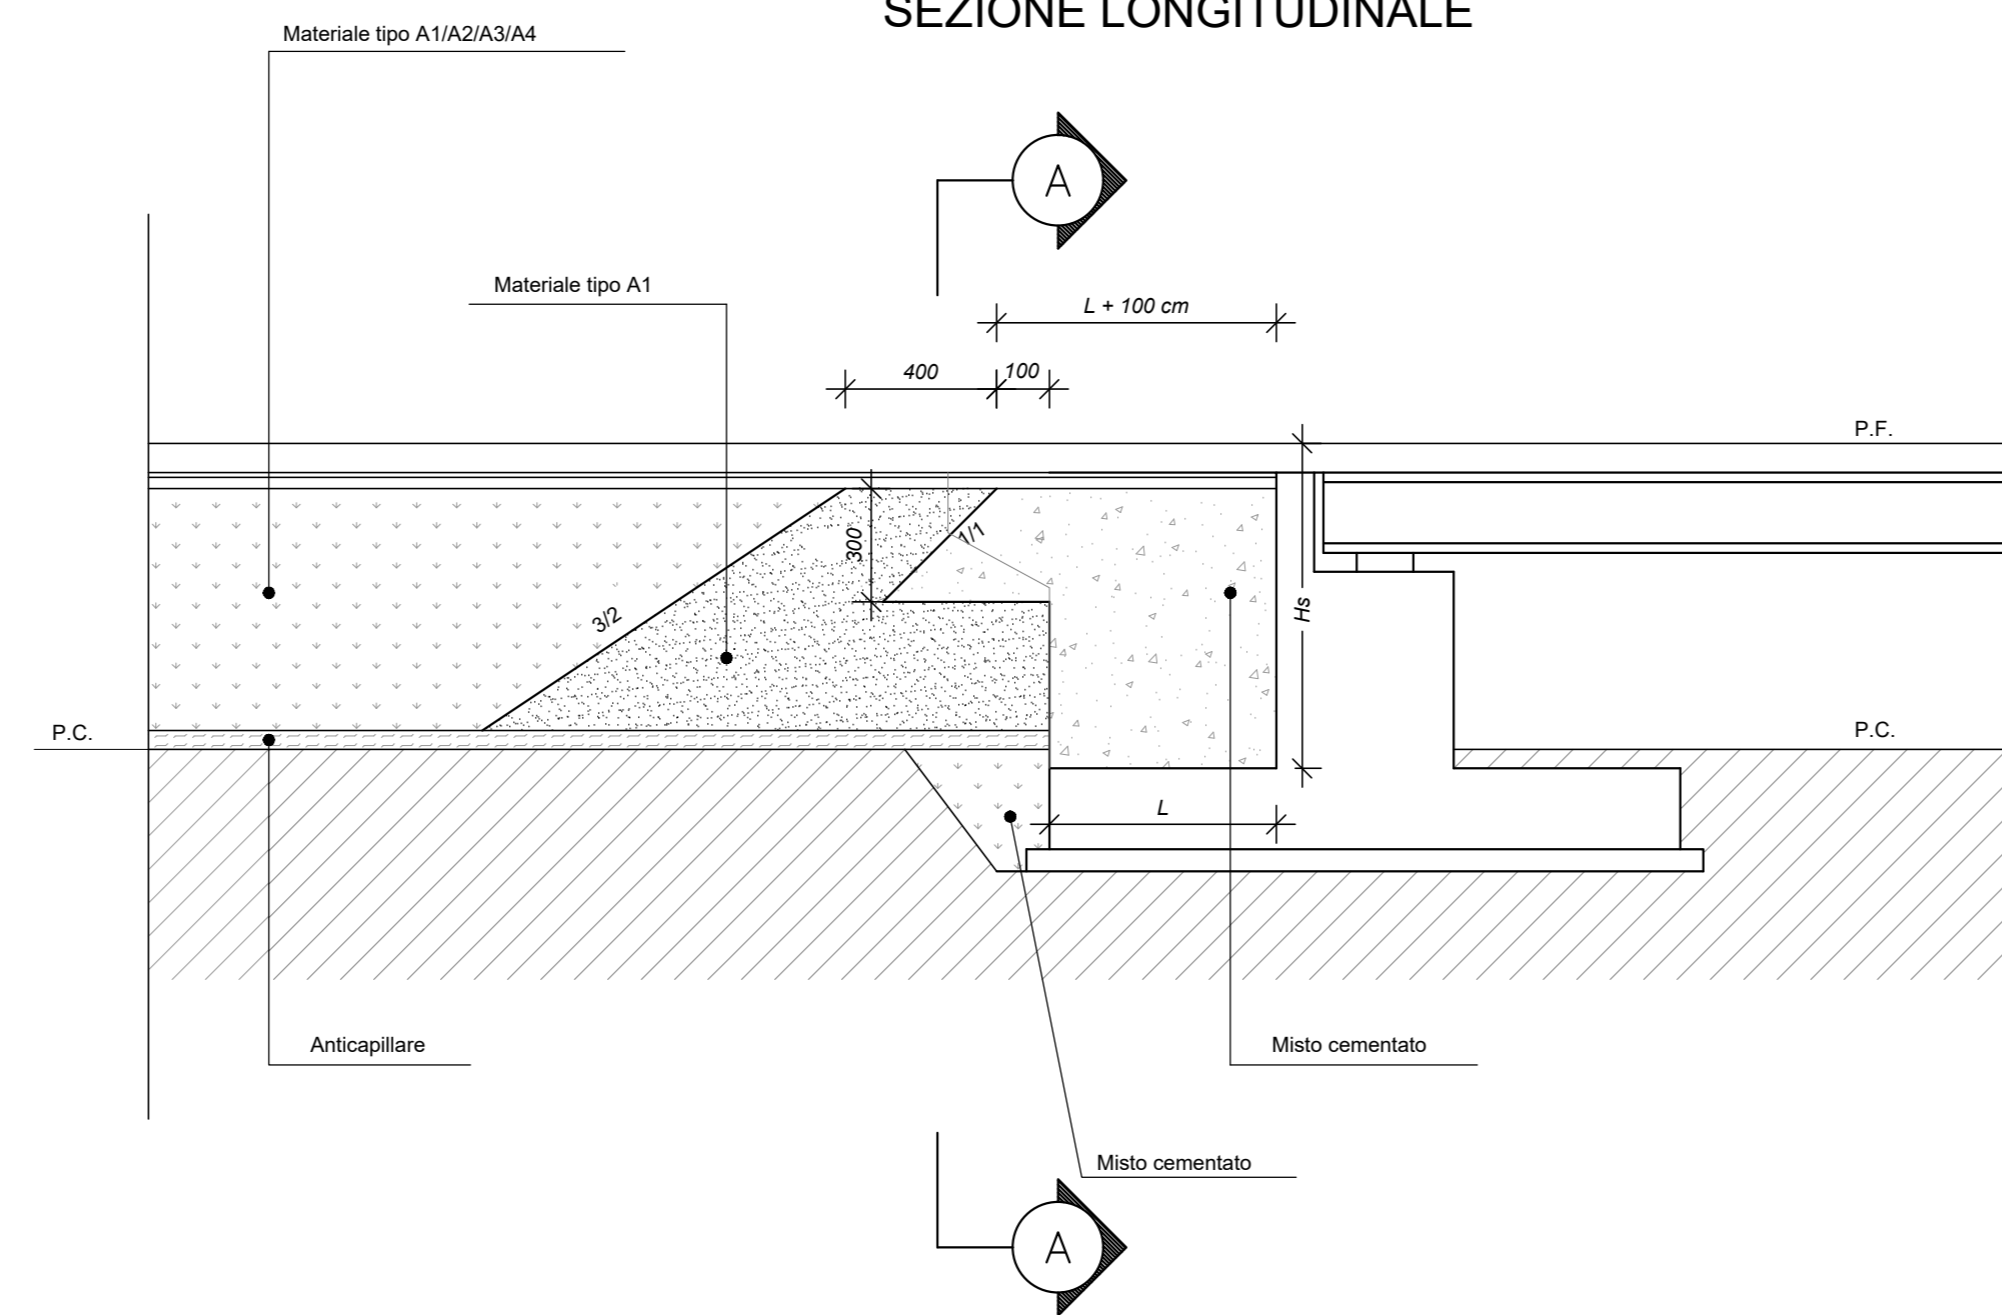 SEZIONE LONGITUDINALE
Materiale tipo A1/A2/A3/A4
A
Materiale tipo A1
L + 100 cm
400
100
P.F.
300
1/1
3/2
Hs
P.C.
P.C.
L
Anticapillare
Misto cementato
Misto cementato
A